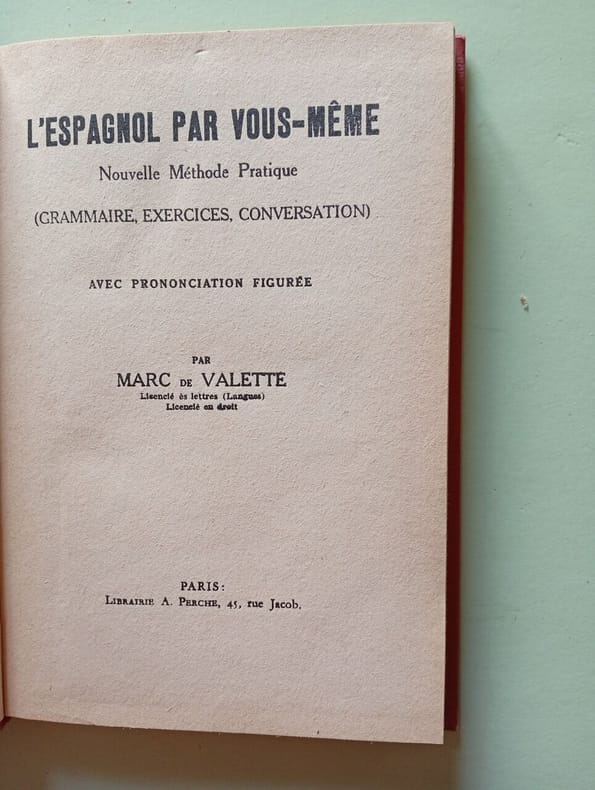 L'ESPAGNOL PAR VOUS-MÊME
Nouvelle Méthode Pratique
(GRAMMAIRE, EXERCICES, CONVERSATION)
AVEC PRONONCIATION FIGURÉE
PAR
MARC DE VALETTE
Licencié ès lettres (Langues)
Licencié en droit
PARIS:
LIBRAIRIE A. PERCHE, 45, rue Jacob.